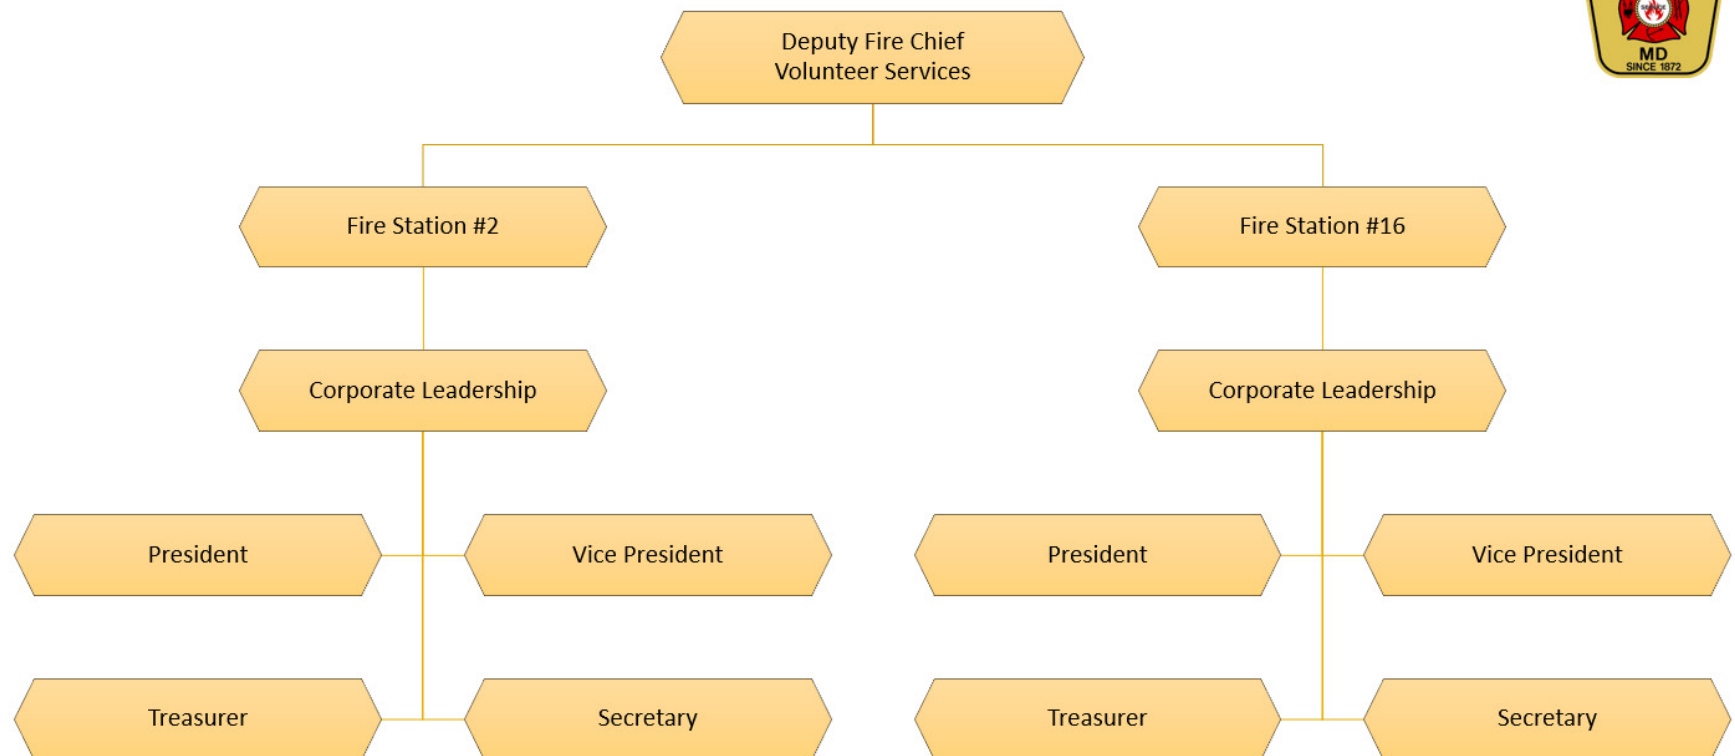 Deputy Fire Chief
Volunteer Services
SERVICE
MD
SINCE 1872
Fire Station #2
Fire Station #16
Corporate Leadership
Corporate Leadership
President
Vice President
President
Vice President
Treasurer
Secretary
Treasurer
Secretary